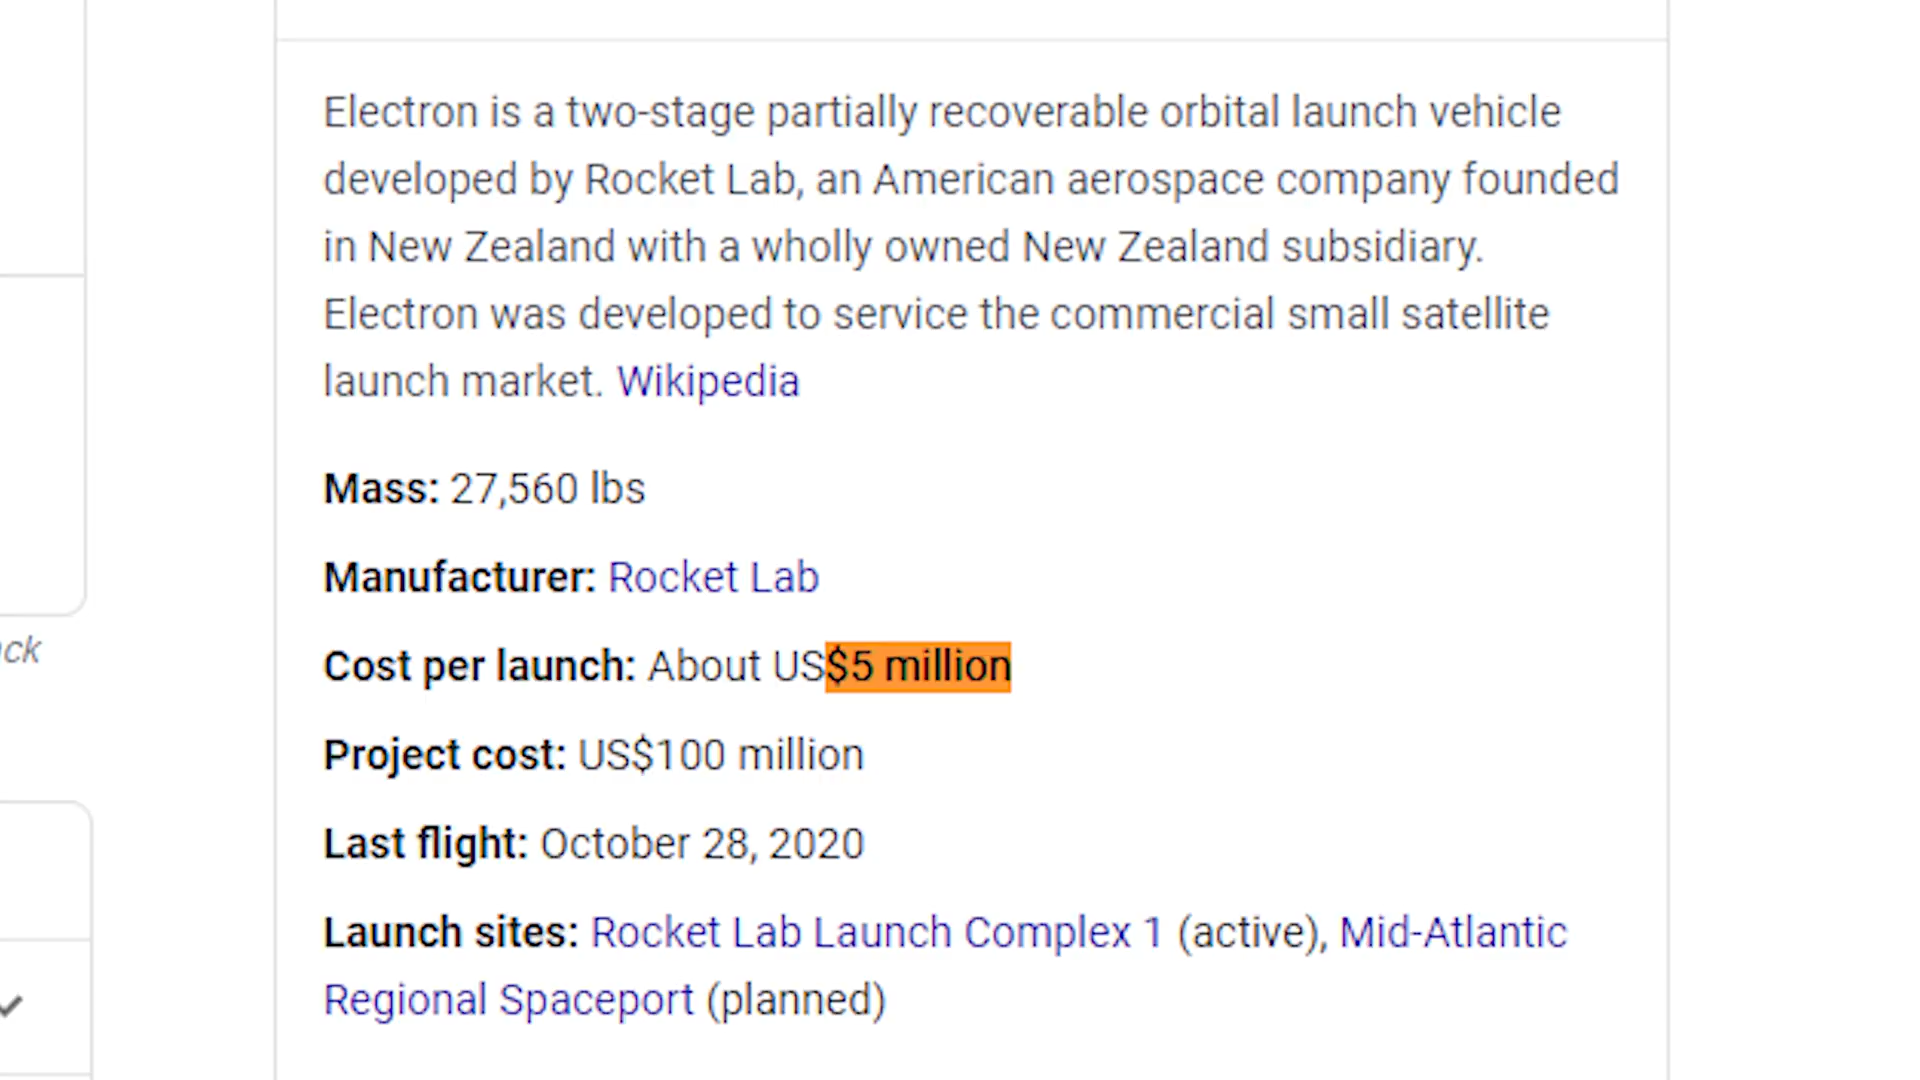 Electron is a two-stage partially recoverable orbital launch vehicle
developed by Rocket Lab, an American aerospace company founded
in New Zealand with a wholly owned New Zealand subsidiary.
Electron was developed to service the commercial small satellite
launch market. Wikipedia
Mass: 27,560 lbs
Manufacturer: Rocket Lab
ck
Cost per launch: About US$5 million
Project cost: US$100 million
Last flight: October 28, 2020
Launch sites: Rocket Lab Launch Complex 1 (active), Mid-Atlantic
Regional Spaceport (planned)